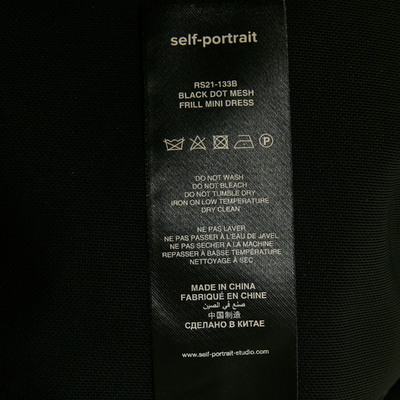 self-portrait
RS21-133B
BLACK DOT MESH
FRILL MINI DRESS
P
DO NOT WASH
DO NOT BLEACH
DO NOT TUMBLE DRY
IRON ON LOW TEMPERATURE
DRY CLEAN
NE PAS LAVER
NE PAS PASSER À L'EAU DE JAVEL
NE PAS SECHER A LA MACHINE
REPASSER À BASSE TEMPÉRATURE
NETTOYAGE À SEC
MADE IN CHINA
FABRIQUÉ EN CHINE
صنع في الصين
中国制造
СДЕЛАНО В КИТАЕ
www.self-portrait-studio.com